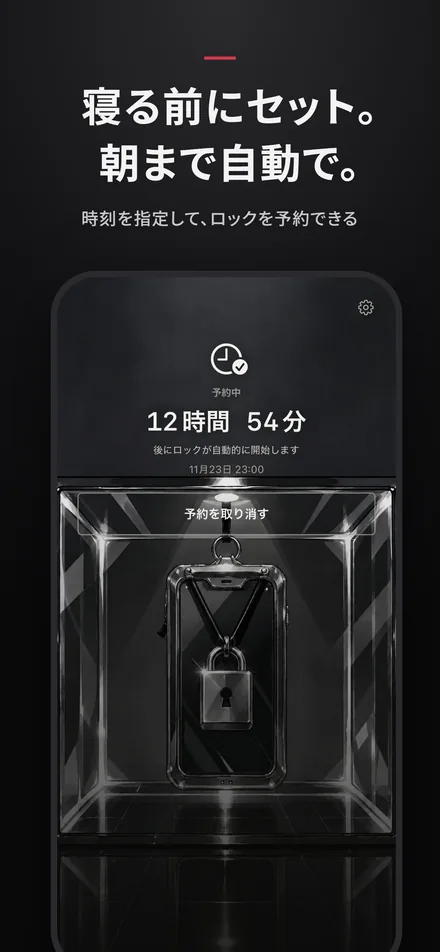 寝る前にセット。
朝まで自動で。
時刻を指定して、ロックを予約できる
予約中
12時間 54分
後にロックが自動的に開始します
11月23日 23:00
予約を取り消す